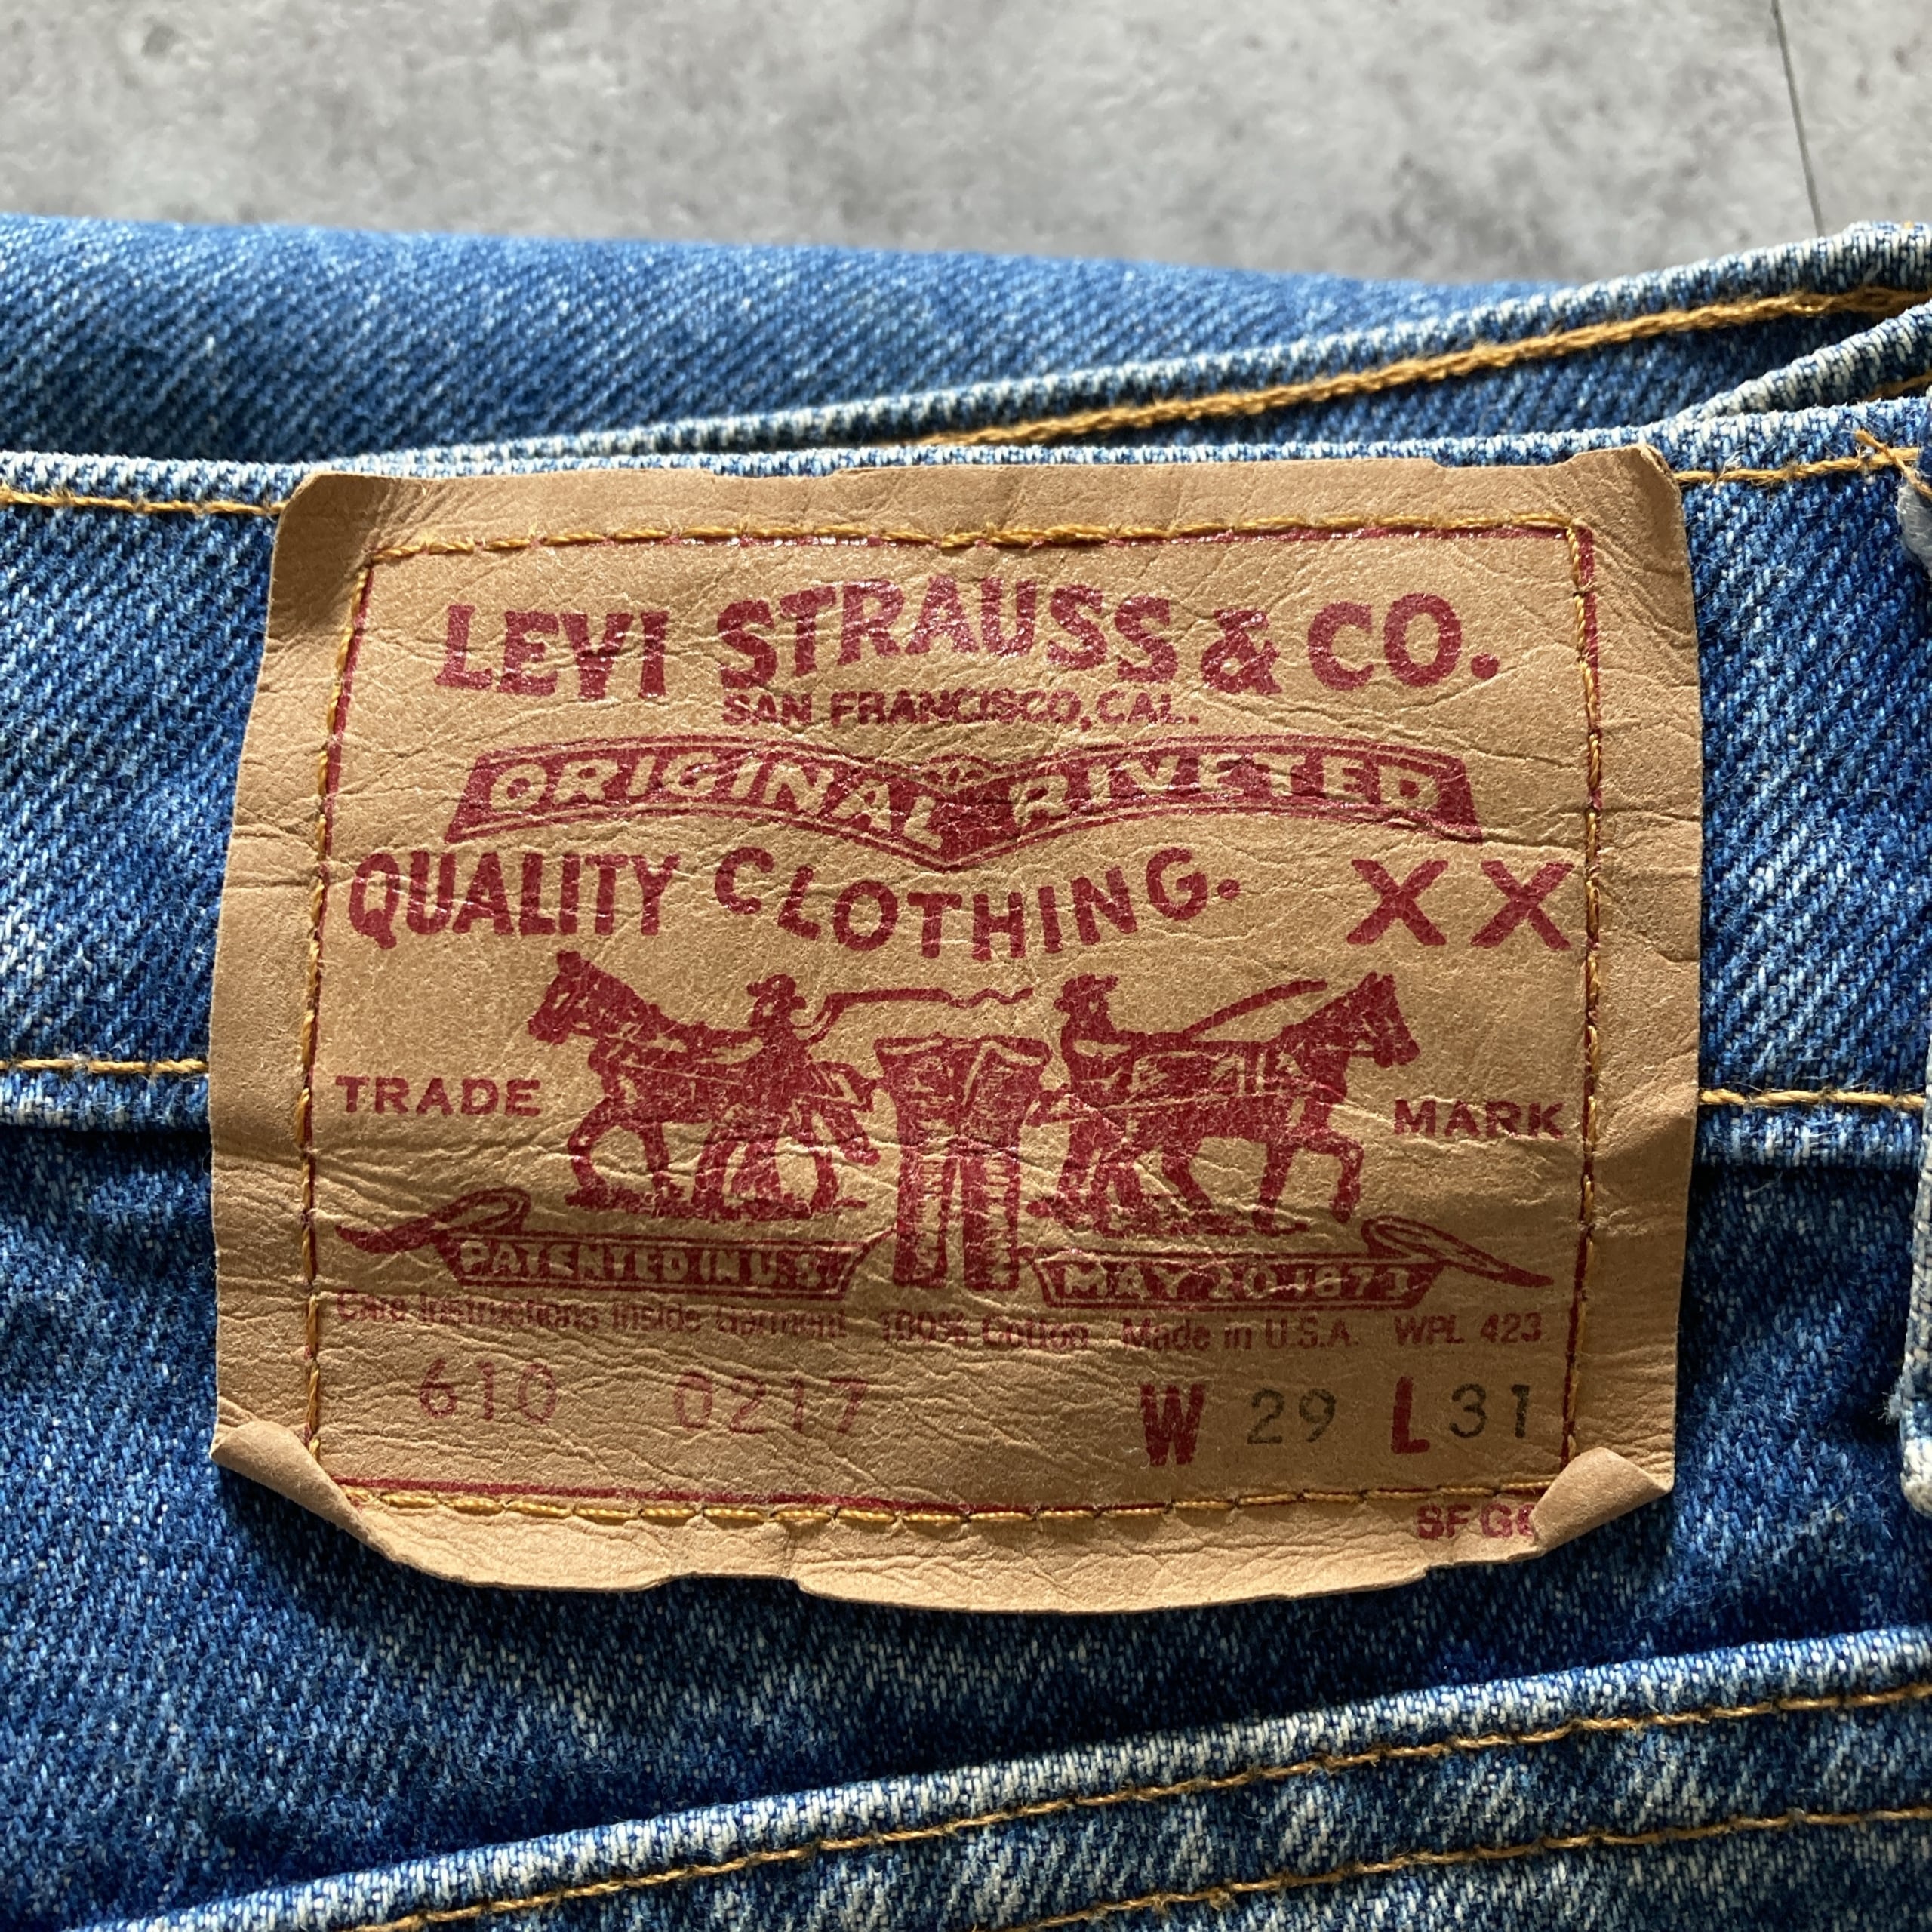 LEVI STRAUSS & CO.
SAN FRANCISCO, CAL.
ORIGINAL RIVETED
QUALITY CLOTHING. XX
TRADE MARK
PATENTED IN U.S. MAY 20 1873
Care Instructions Inside Garment 100% Cotton Made in U.S.A. WPL 423
610 0217 W 29 L 31